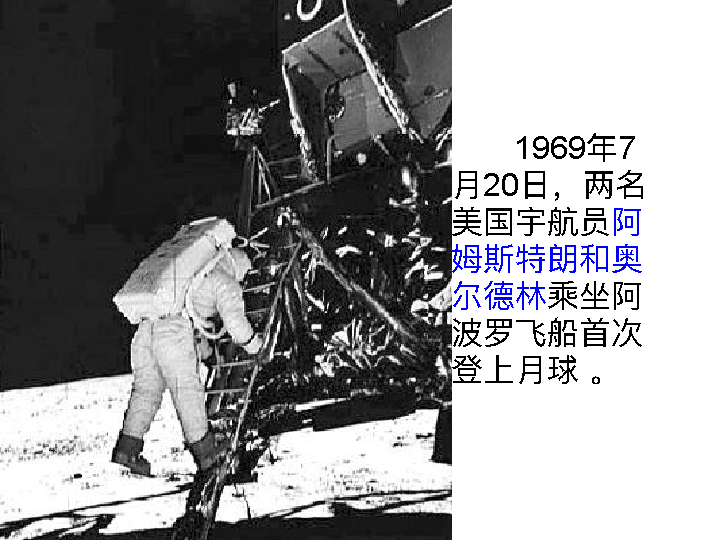 1969年7
月20日，两名
美国宇航员阿
姆斯特朗和奥
尔德林乘坐阿
波罗飞船首次
登上月球 。